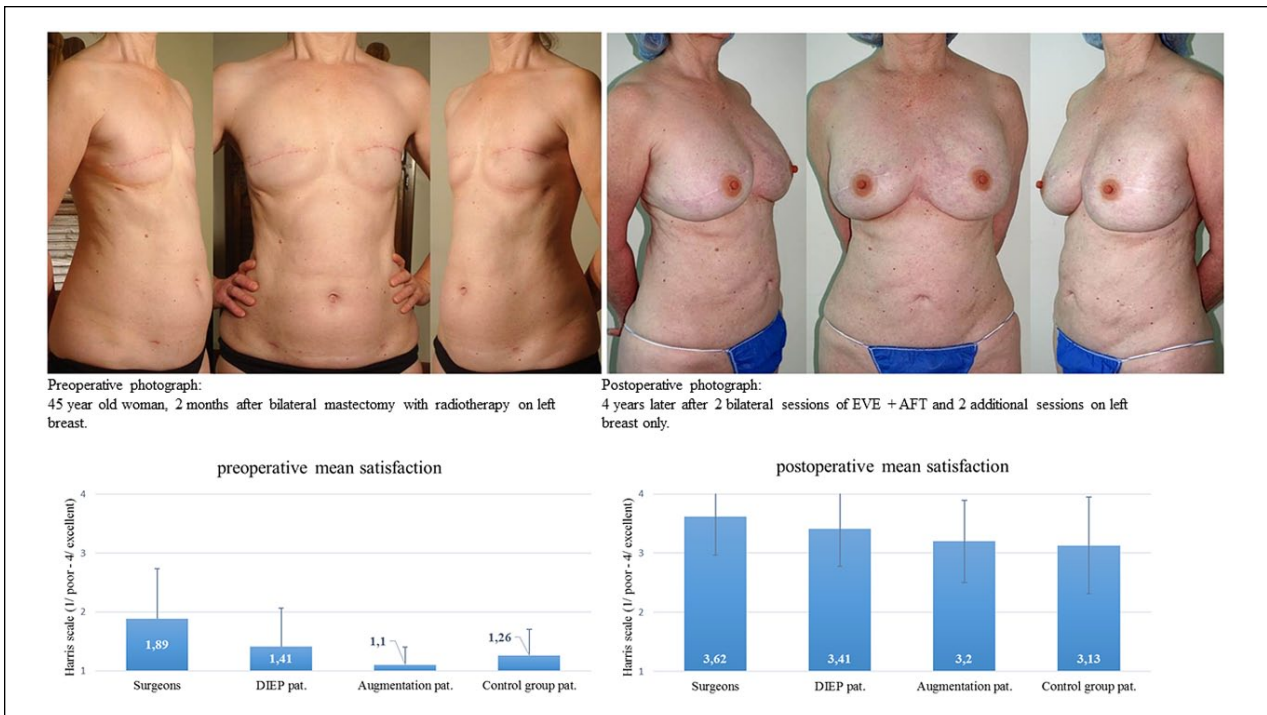 Preoperative photograph:
45 year old woman, 2 months after bilateral mastectomy with radiotherapy on left
breast.
Postoperative photograph:
4 years later after 2 bilateral sessions of EVE + AFT and 2 additional sessions on left
breast only.
preoperative mean satisfaction
Harris scale (1/ poor - 4/ excellent)
4
3
2
1
1,89
1,41
1,1
1,26
Surgeons
DIEP pat.
Augmentation pat.
Control group pat.
postoperative mean satisfaction
Harris scale (1/ poor - 4/ excellent)
4
3
2
1
3,62
3,41
3,2
3,13
Surgeons
DIEP pat.
Augmentation pat.
Control group pat.